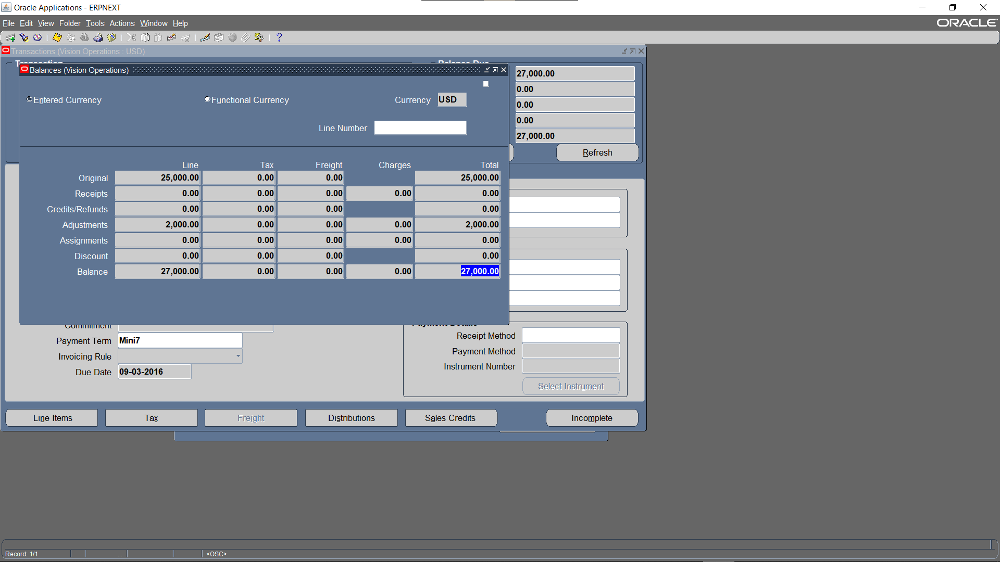 Oracle Applications - ERPNEXT
File Edit View Folder Tools Actions Window Help
ORACLE
Transactions (Vision Operations : USD)
Balances (Vision Operations)
Entered Currency Functional Currency Currency USD
Line Number
Line Tax Freight Charges Total
Original 25,000.00 0.00 0.00 25,000.00
Receipts 0.00 0.00 0.00 0.00 0.00
Credits/Refunds 0.00 0.00 0.00 0.00
Adjustments 2,000.00 0.00 0.00 0.00 2,000.00
Assignments 0.00 0.00 0.00 0.00 0.00
Discount 0.00 0.00 0.00 0.00
Balance 27,000.00 0.00 0.00 0.00 27,000.00
Transaction
Balance Due
27,000.00
0.00
0.00
0.00
27,000.00
Refresh
Commitment
Payment Term Mini7
Invoicing Rule
Due Date 09-03-2016
Payment Details
Receipt Method
Payment Method
Instrument Number
Select Instrument
Line Items Tax Freight Distributions Sales Credits Incomplete
Record: 1/1 ... <OSC>